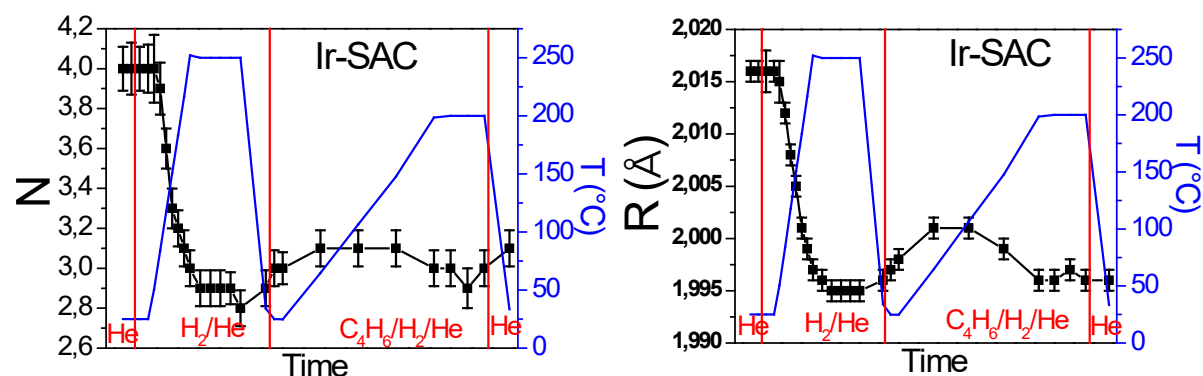 4,2
4,0
3,8
3,6
3,4
3,2
3,0
2,8
2,6
N
Ir-SAC
250
200
150
100
50
0
T (°C)
He
H₂/He
C₄H₆/H₂/He
He
Time
2,020
2,015
2,010
2,005
2,000
1,995
1,990
R (Å)
Ir-SAC
250
200
150
100
50
0
T (°C)
He
H₂/He
C₄H₆/H₂/He
He
Time